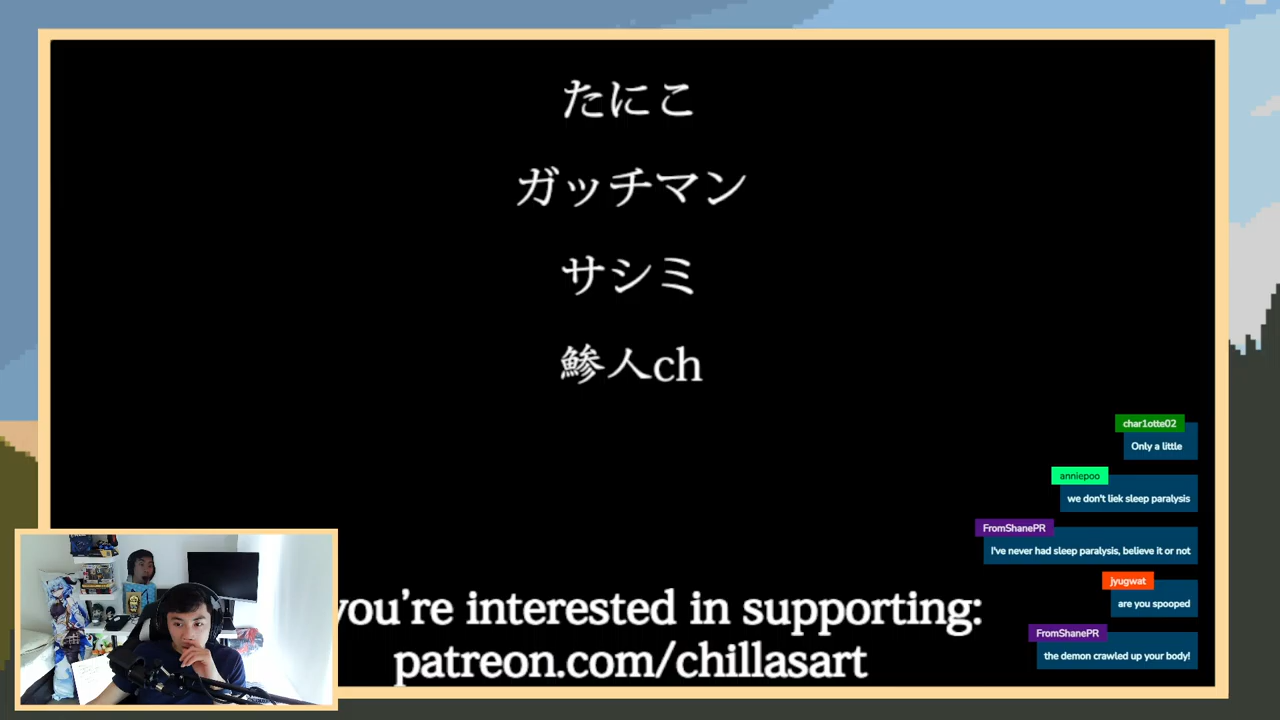 たにこ
ガッチマン
サシミ
鯵人ch
you're interested in supporting:
patreon.com/chillasart
char1otte02
Only a little
anniepoo
we don't liek sleep paralysis
FromShanePR
I've never had sleep paralysis, believe it or not
jyugwat
are you spooped
FromShanePR
the demon crawled up your body!